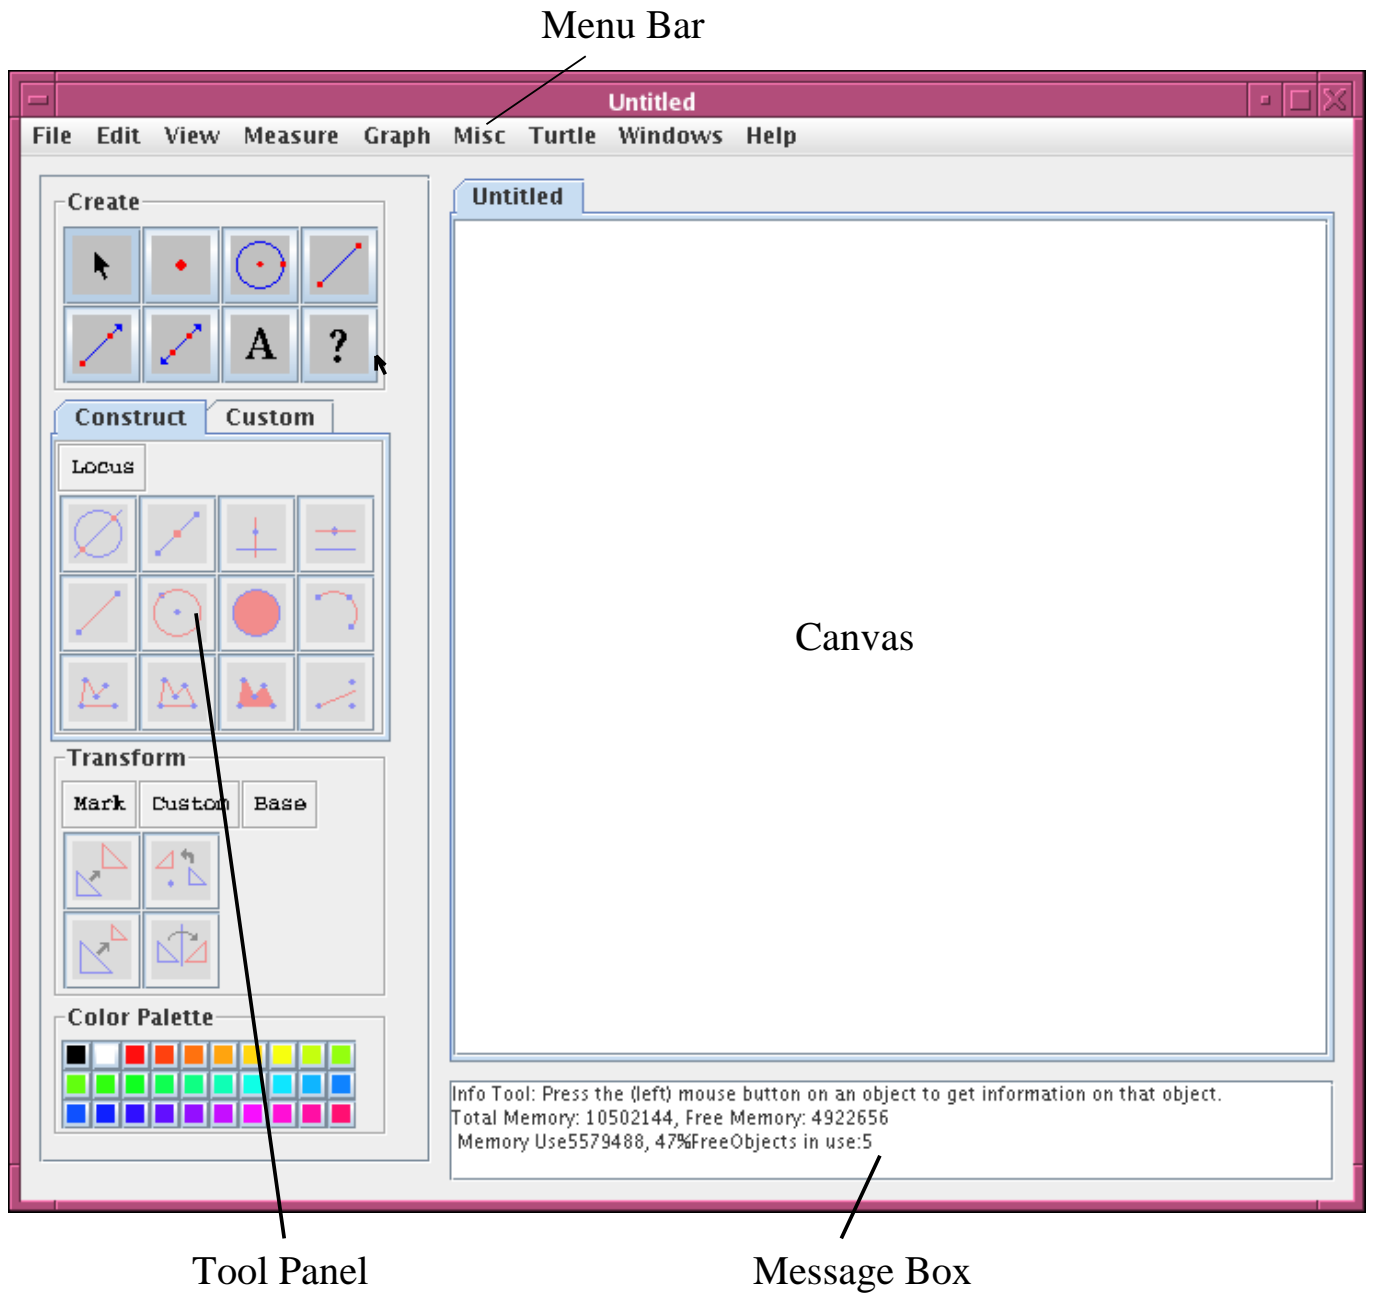 Menu Bar
Untitled
File Edit View Measure Graph Misc Turtle Windows Help
Create
A ?
Construct Custom
Locus
Transform
Mark Custom Base
Color Palette
Untitled
Canvas
Info Tool: Press the (left) mouse button on an object to get information on that object.
Total Memory: 10502144, Free Memory: 4922656
Memory Use5579488, 47%FreeObjects in use:5
Tool Panel
Message Box